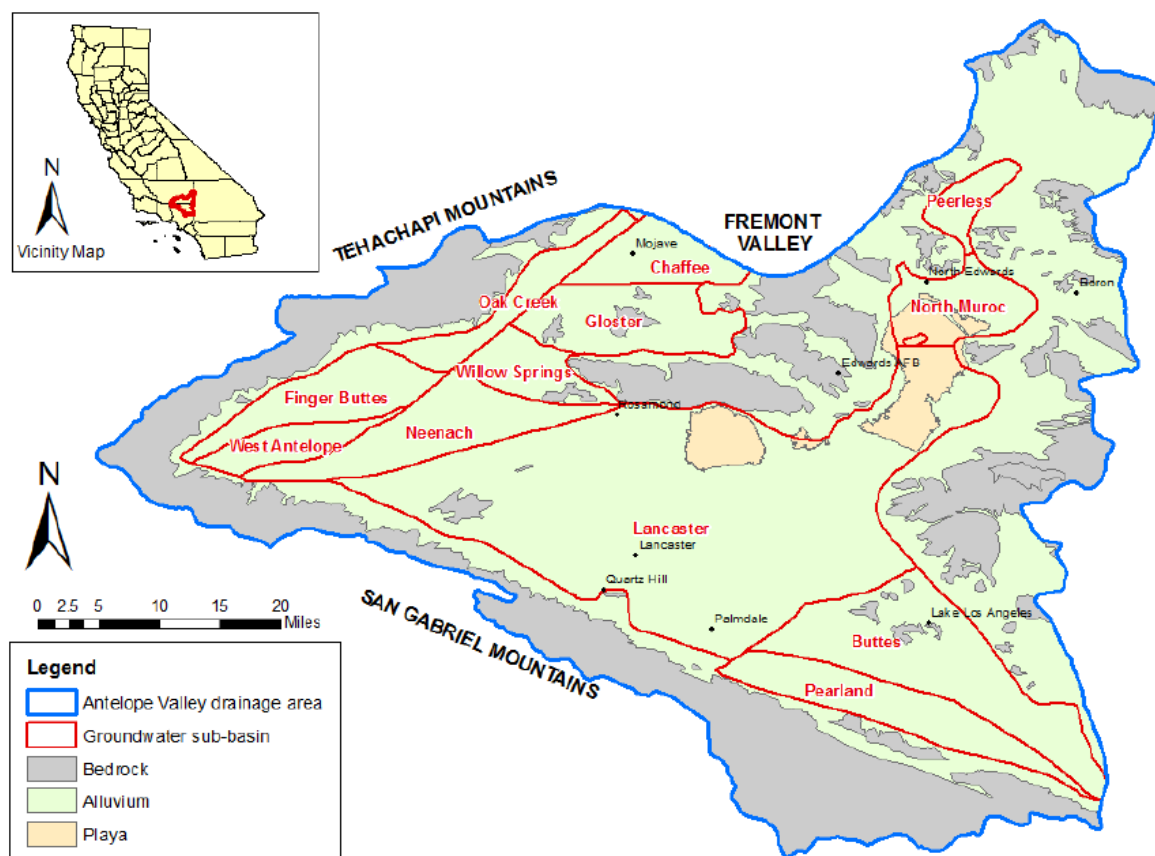 N
Vicinity Map
TEHACHAPI MOUNTAINS
FREMONT
VALLEY
Peerless
Mojave
Chaffee
North Edwards
Boron
Oak Creek
Gloster
North Muroc
Willow Springs
Edwards AFB
Finger Buttes
Rosamond
West Antelope
Neenach
N
Lancaster
Lancaster
Quartz Hill
0 2.5 5 10 15 20
Miles
SAN GABRIEL MOUNTAINS
Palmdale
Lake Los Angeles
Buttes
Pearland
Legend
Antelope Valley drainage area
Groundwater sub-basin
Bedrock
Alluvium
Playa